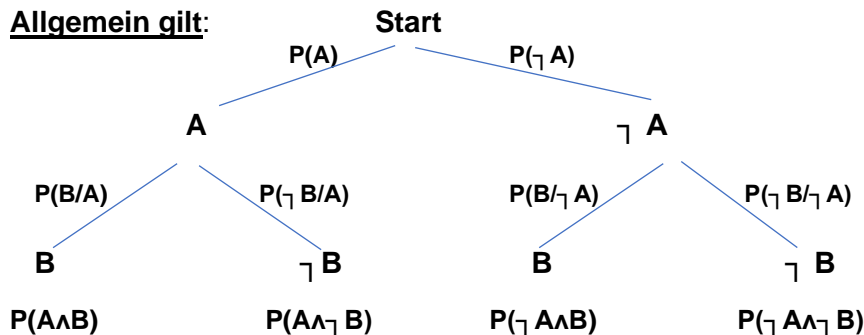 Allgemein gilt: Start
P(A) P(¬A)
A ¬ A
P(B/A) P(¬B/A) P(B/¬A) P(¬B/¬A)
B ¬B B ¬ B
P(A∧B) P(A∧¬B) P(¬A∧B) P(¬A∧¬B)